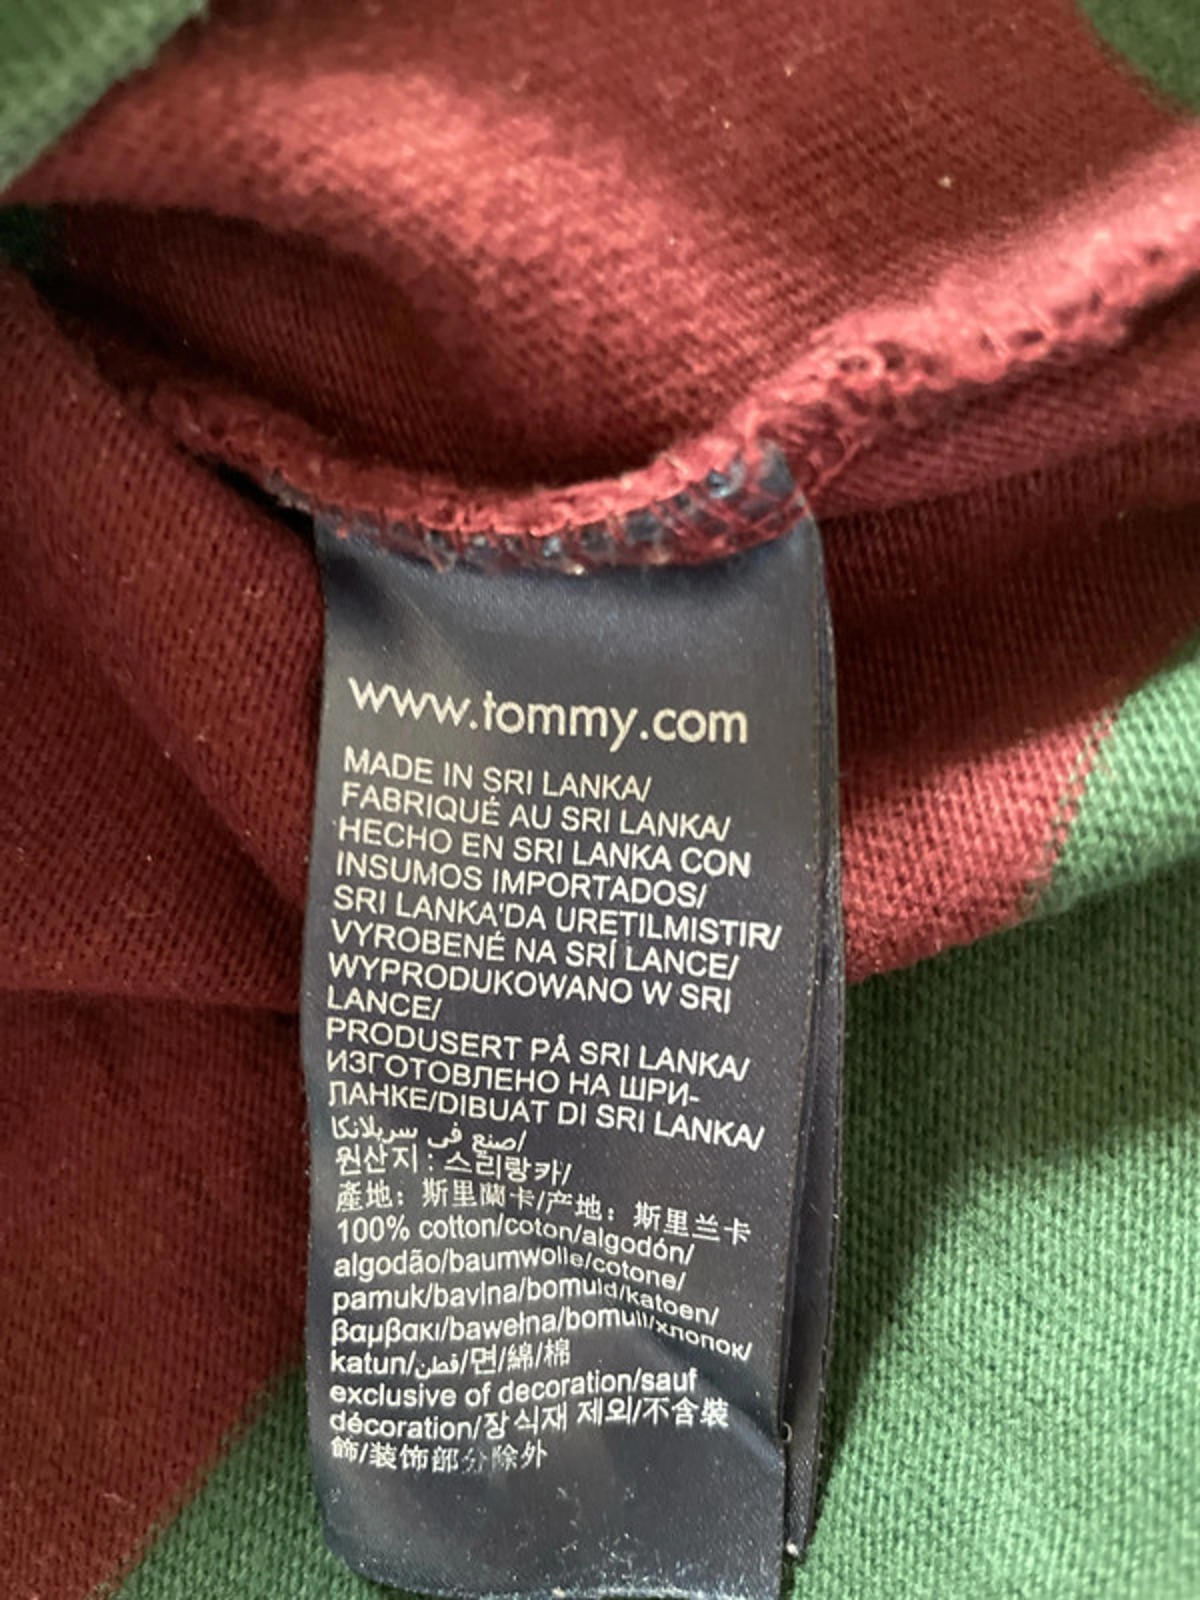 www.tommy.com
MADE IN SRI LANKA/
FABRIQUÉ AU SRI LANKA/
HECHO EN SRI LANKA CON
INSUMOS IMPORTADOS/
SRI LANKA'DA URETILMISTIR/
VYROBENÉ NA SRÍ LANCE/
WYPRODUKOWANO W SRI
LANCE/
PRODUSERT PÅ SRI LANKA/
ИЗГОТОВЛЕНО НА ШРИ-
ЛАНКЕ/DIBUAT DI SRI LANKA/
صنع في سريلانكا/
원산지 : 스리랑카/
產地：斯里蘭卡/产地：斯里兰卡
100% cotton/coton/algodón/
algodão/baumwolle/cotone/
pamuk/bavlna/bomuld/katoen/
βαμβακι/bawełna/bomull/хлопок/
katun/قطن/면/綿/棉
exclusive of decoration/sauf
décoration/장식재 제외/不含裝
飾/装饰部分除外